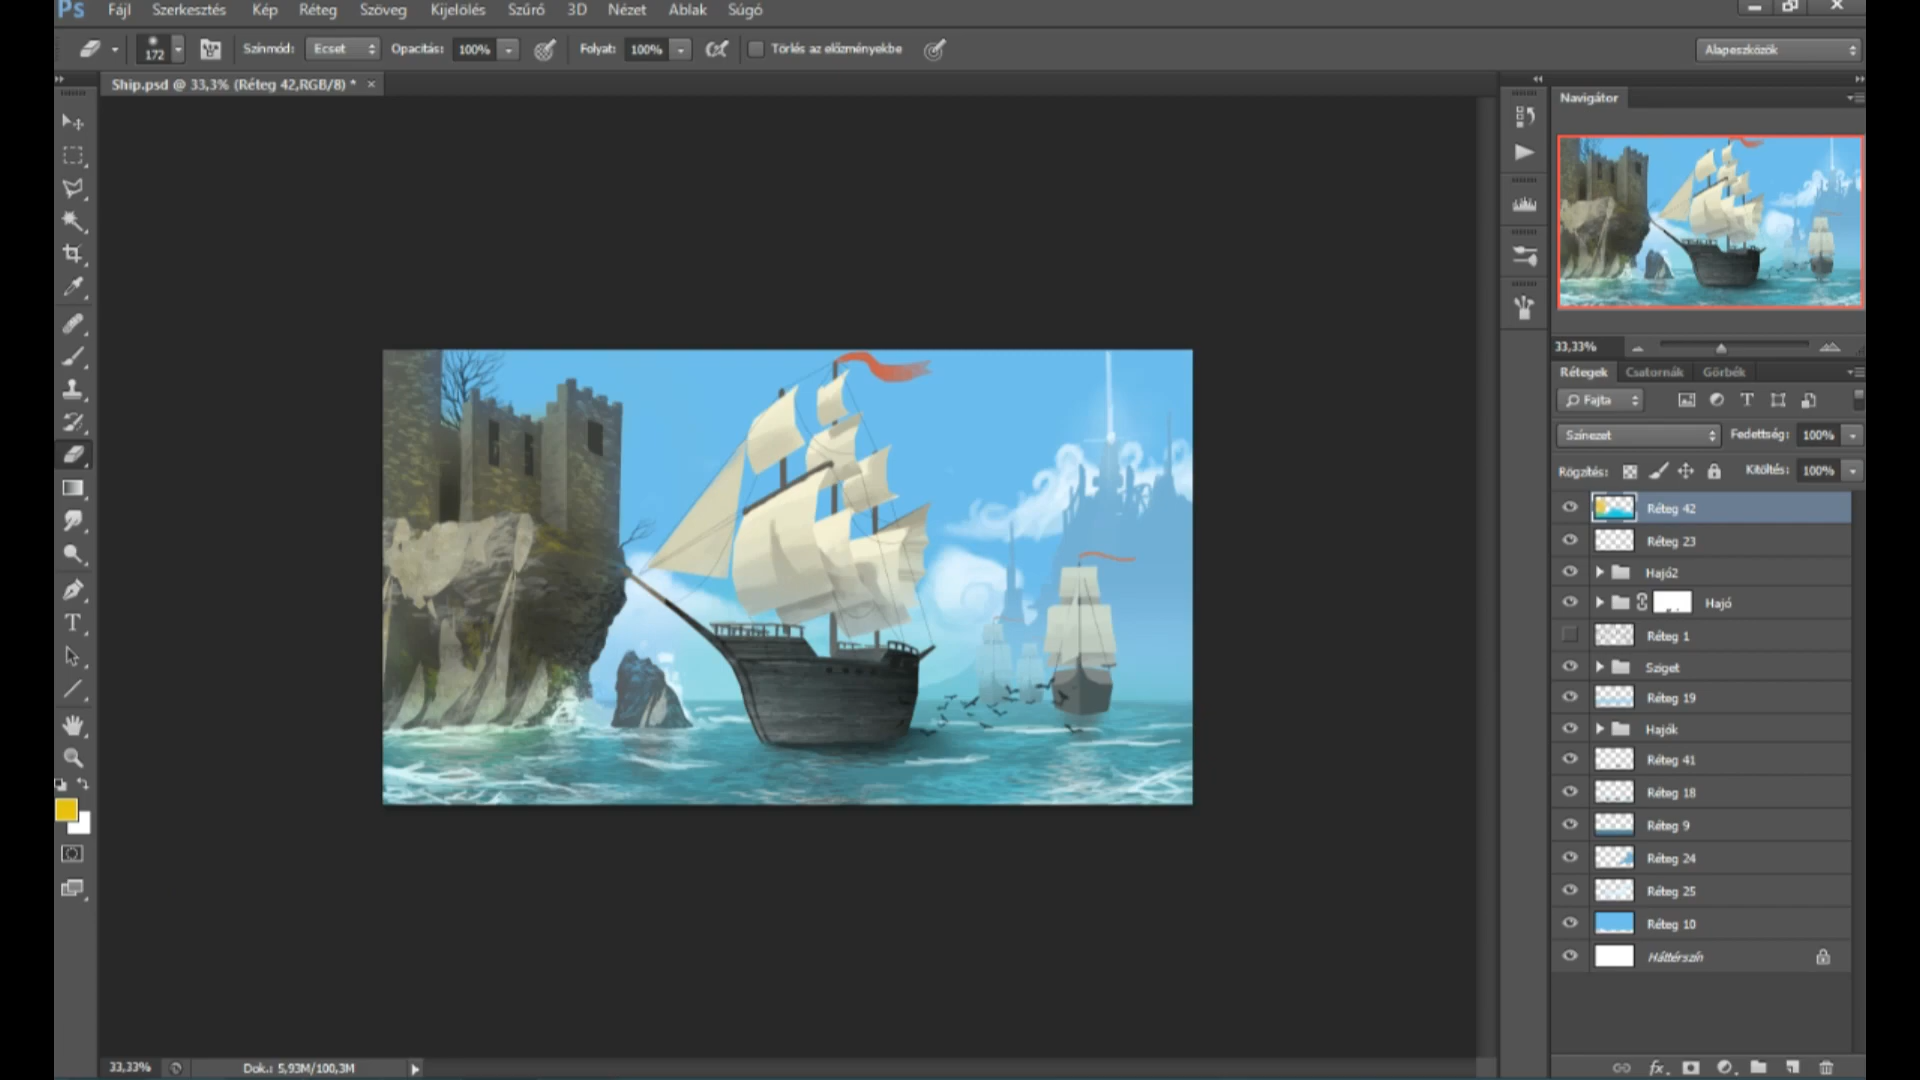 Ps Fájl Szerkesztés Kép Réteg Szöveg Kijelölés Szűrő 3D Nézet Ablak Súgó
172 Színmód: Ecset Opacitás: 100% Folyat: 100% Törlés az előzményekbe Alapeszközök
Ship.psd @ 33,3% (Réteg 42,RGB/8) * ×
Navigátor
33,33%
Rétegek Csatornák Görbék
Fajta
Színezet Fedettség: 100%
Rögzítés: Kitöltés: 100%
Réteg 42
Réteg 23
Hajó2
Hajó
Réteg 1
Sziget
Réteg 19
Hajók
Réteg 41
Réteg 18
Réteg 9
Réteg 24
Réteg 25
Réteg 10
Háttérszín
33,33% Dok.: 5,93M/100,3M